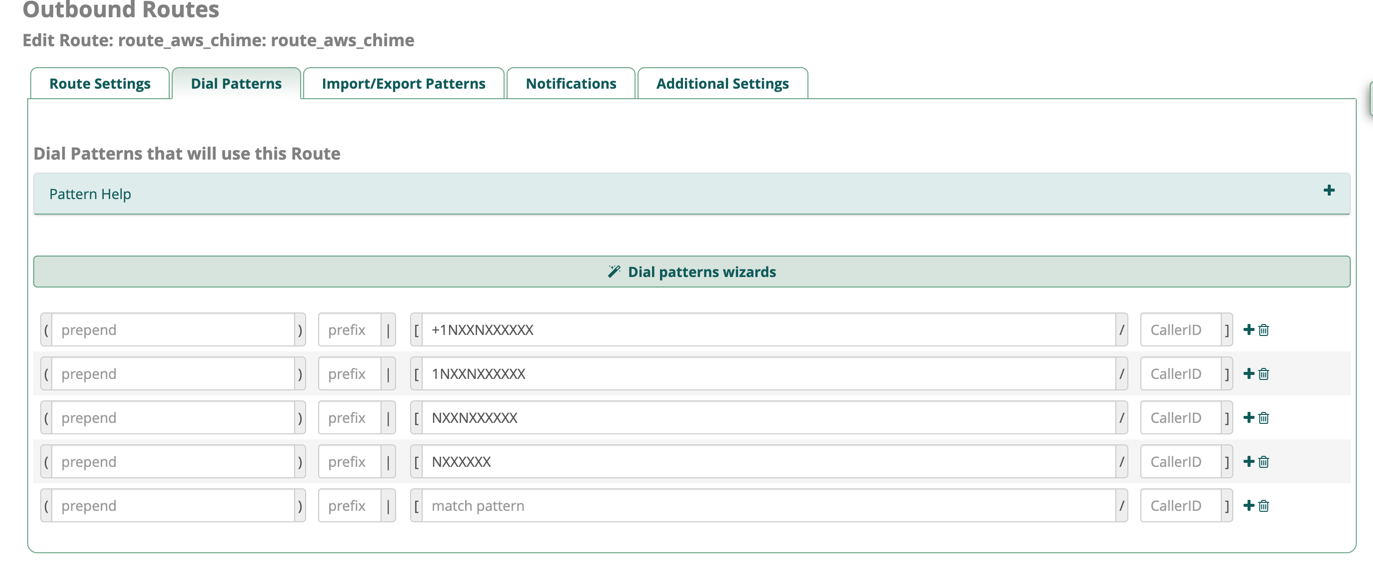 Outbound Routes
Edit Route: route_aws_chime: route_aws_chime
Route Settings Dial Patterns Import/Export Patterns Notifications Additional Settings
Dial Patterns that will use this Route
Pattern Help +
Dial patterns wizards
( prepend ) prefix | [ +1NXXNXXXXXX / CallerID ] +
( prepend ) prefix | [ 1NXXNXXXXXX / CallerID ] +
( prepend ) prefix | [ NXXNXXXXXX / CallerID ] +
( prepend ) prefix | [ NXXXXXX / CallerID ] +
( prepend ) prefix | [ match pattern / CallerID ] +